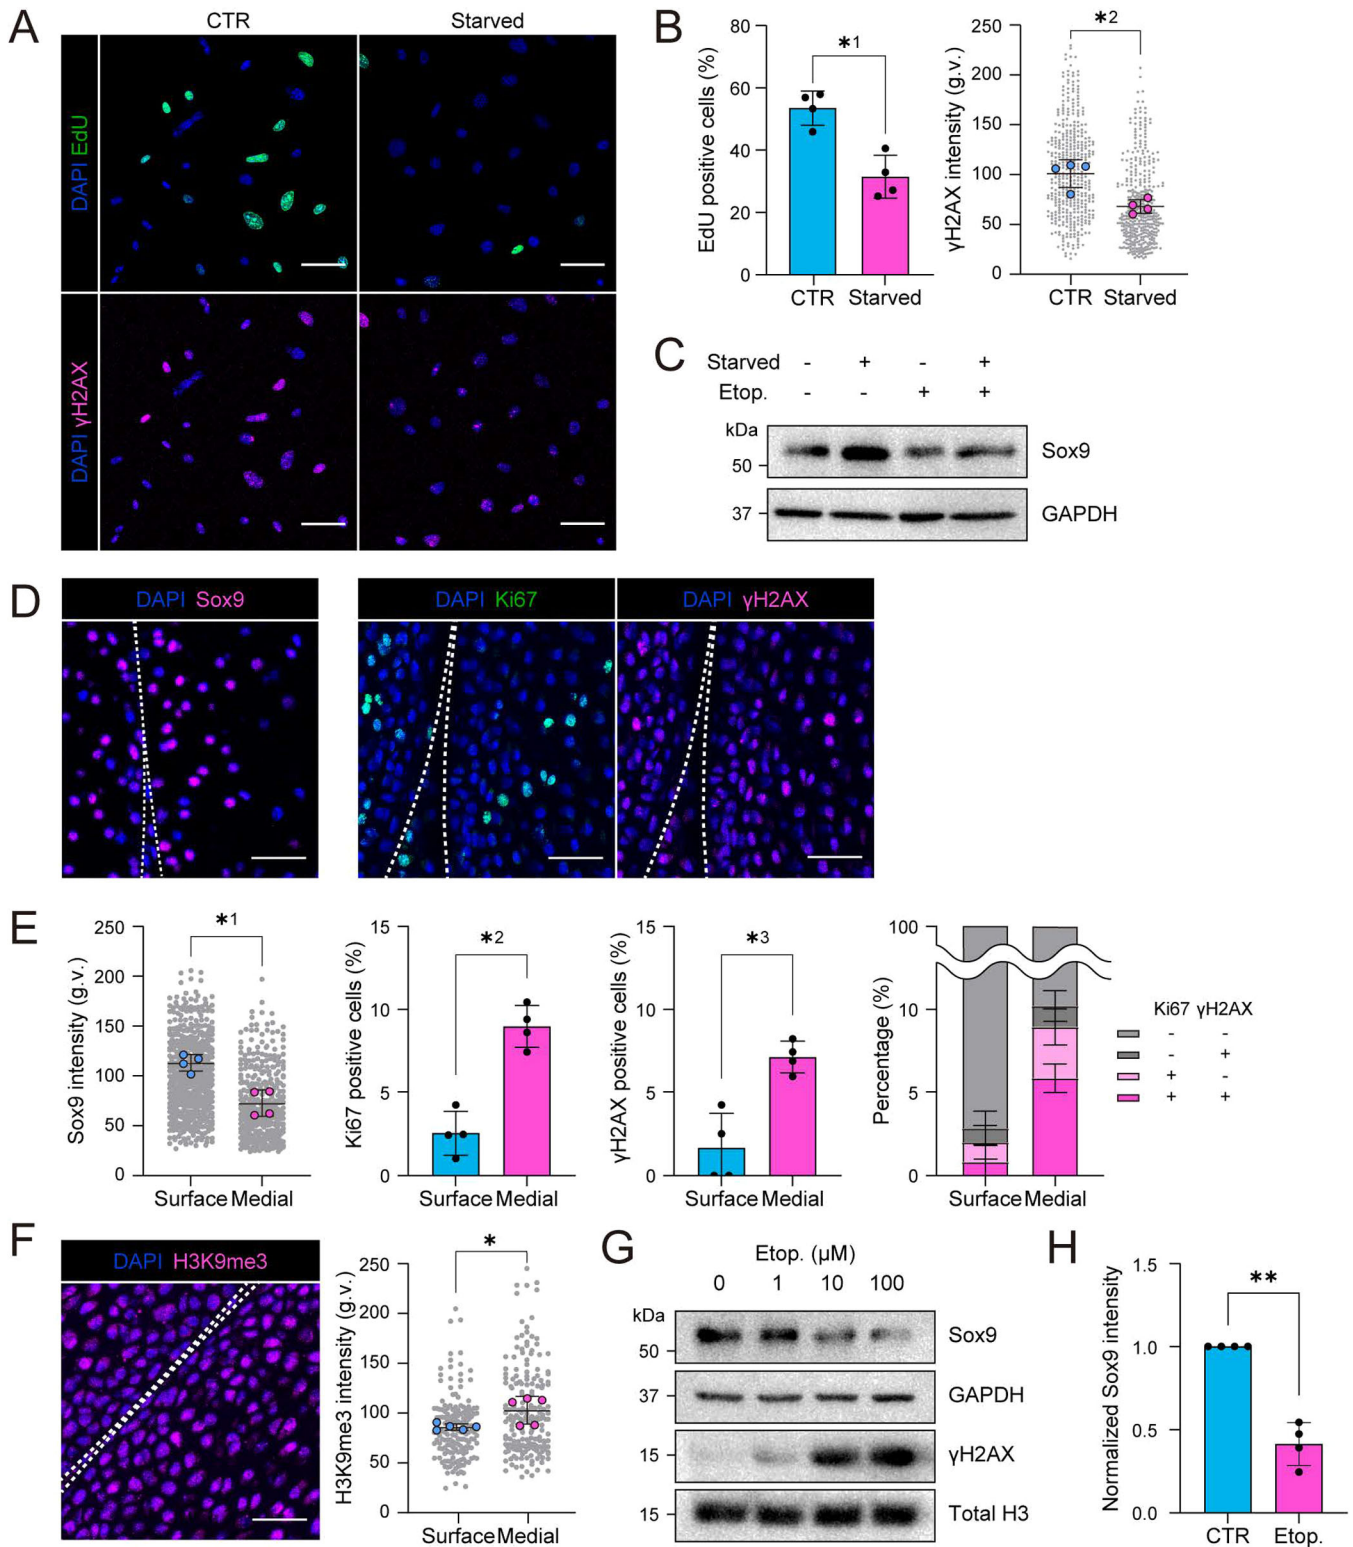 A
CTR Starved
DAPI EdU
DAPI γH2AX
B
EdU positive cells (%)
80
60
40
20
0
∗1
CTR Starved
γH2AX intensity (g.v.)
250
200
150
100
50
0
∗2
CTR Starved
C
Starved - + - +
Etop. - - + +
kDa
50
Sox9
37
GAPDH
D
DAPI Sox9
DAPI Ki67
DAPI γH2AX
E
Sox9 intensity (g.v.)
250
200
150
100
50
0
∗1
Surface Medial
Ki67 positive cells (%)
15
10
5
0
∗2
Surface Medial
γH2AX positive cells (%)
15
10
5
0
∗3
Surface Medial
Percentage (%)
100
10
5
0
Surface Medial
Ki67 γH2AX
- -
- +
+ -
+ +
F
DAPI H3K9me3
H3K9me3 intensity (g.v.)
250
200
150
100
50
0
∗
Surface Medial
G
Etop. (μM)
0 1 10 100
kDa
50
Sox9
37
GAPDH
15
γH2AX
15
Total H3
H
Normalized Sox9 intensity
1.5
1.0
0.5
0.0
∗∗
CTR Etop.